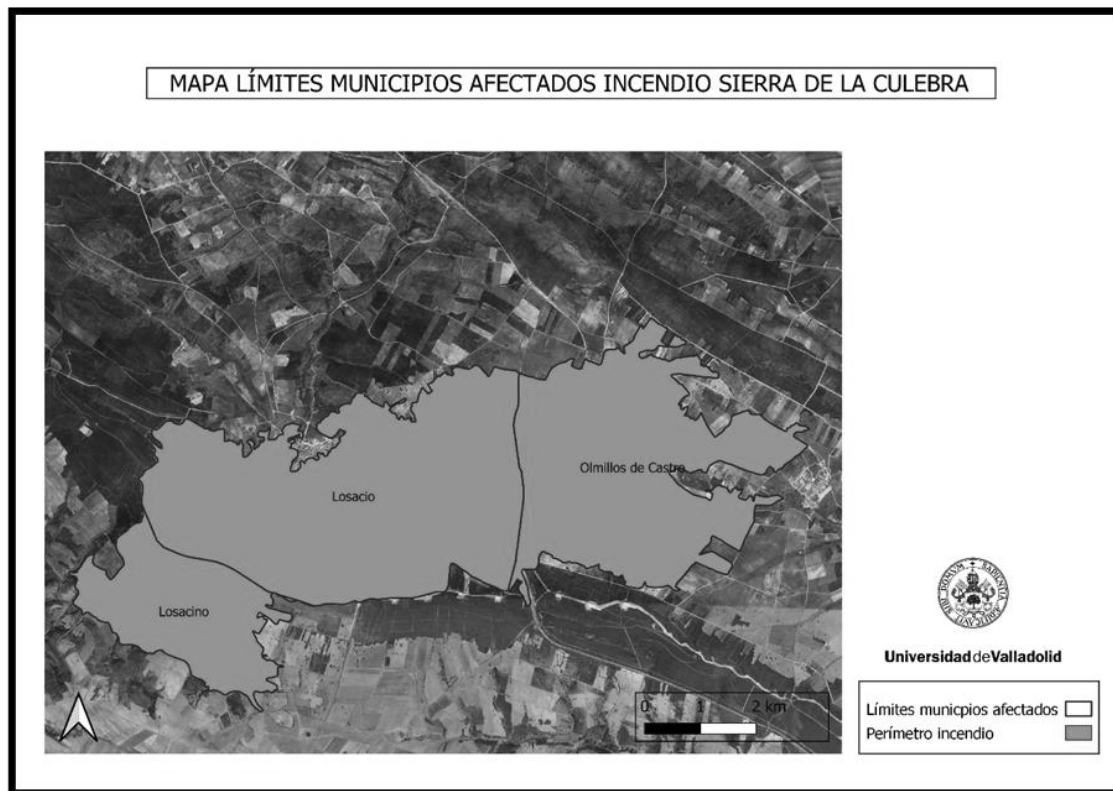 MAPA LÍMITES MUNICIPIOS AFECTADOS INCENDIO SIERRA DE LA CULEBRA
Olmillos de Castro
Losacio
Losacino
Universidad de Valladolid
0 1 2 km
Límites municpios afectados
Perímetro incendio